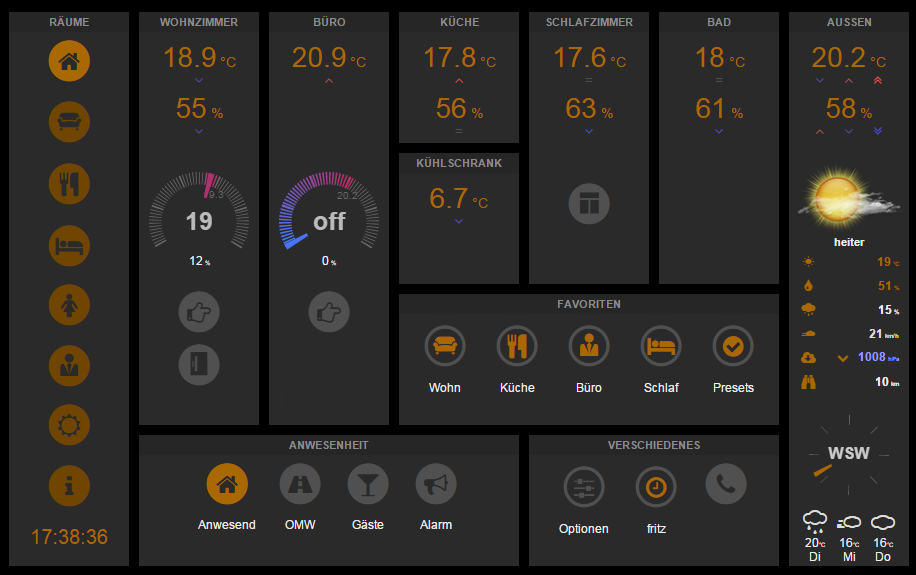 RÄUME
17:38:36
WOHNZIMMER
18.9 °C
55 %
9.3
19
12 %
BÜRO
20.9 °C
20.2
off
0 %
KÜCHE
17.8 °C
56 %
=
KÜHLSCHRANK
6.7 °C
SCHLAFZIMMER
17.6 °C
=
63 %
BAD
18 °C
=
61 %
FAVORITEN
Wohn Küche Büro Schlaf Presets
ANWESENHEIT
Anwesend OMW Gäste Alarm
VERSCHIEDENES
Optionen fritz
AUSSEN
20.2 °C
58 %
heiter
19 °C
51 %
15 %
21 km/h
1008 hPa
10 km
WSW
20°C 16°C 16°C
Di Mi Do